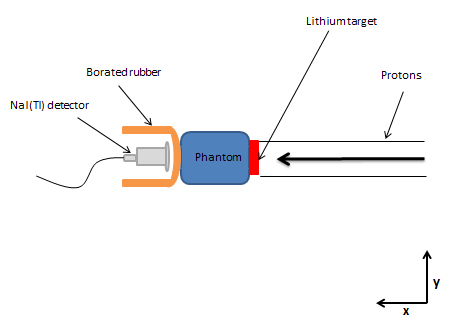 Lithium target
Borated rubber
Protons
NaI(Tl) detector
Phantom
y
x